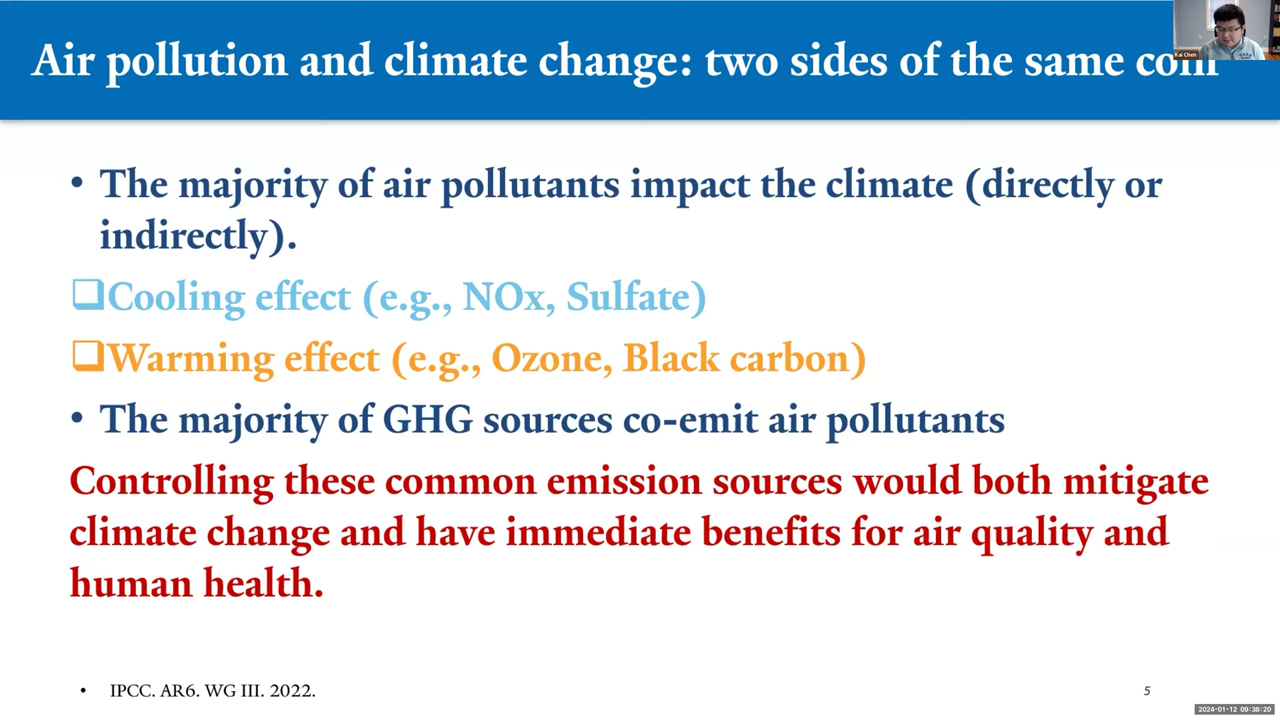 Air pollution and climate change: two sides of the same coin
Kai Chen
• The majority of air pollutants impact the climate (directly or
indirectly).
❑Cooling effect (e.g., NOx, Sulfate)
❑Warming effect (e.g., Ozone, Black carbon)
• The majority of GHG sources co-emit air pollutants
Controlling these common emission sources would both mitigate
climate change and have immediate benefits for air quality and
human health.
• IPCC. AR6. WG III. 2022.
5
2024-01-12 09:38:20